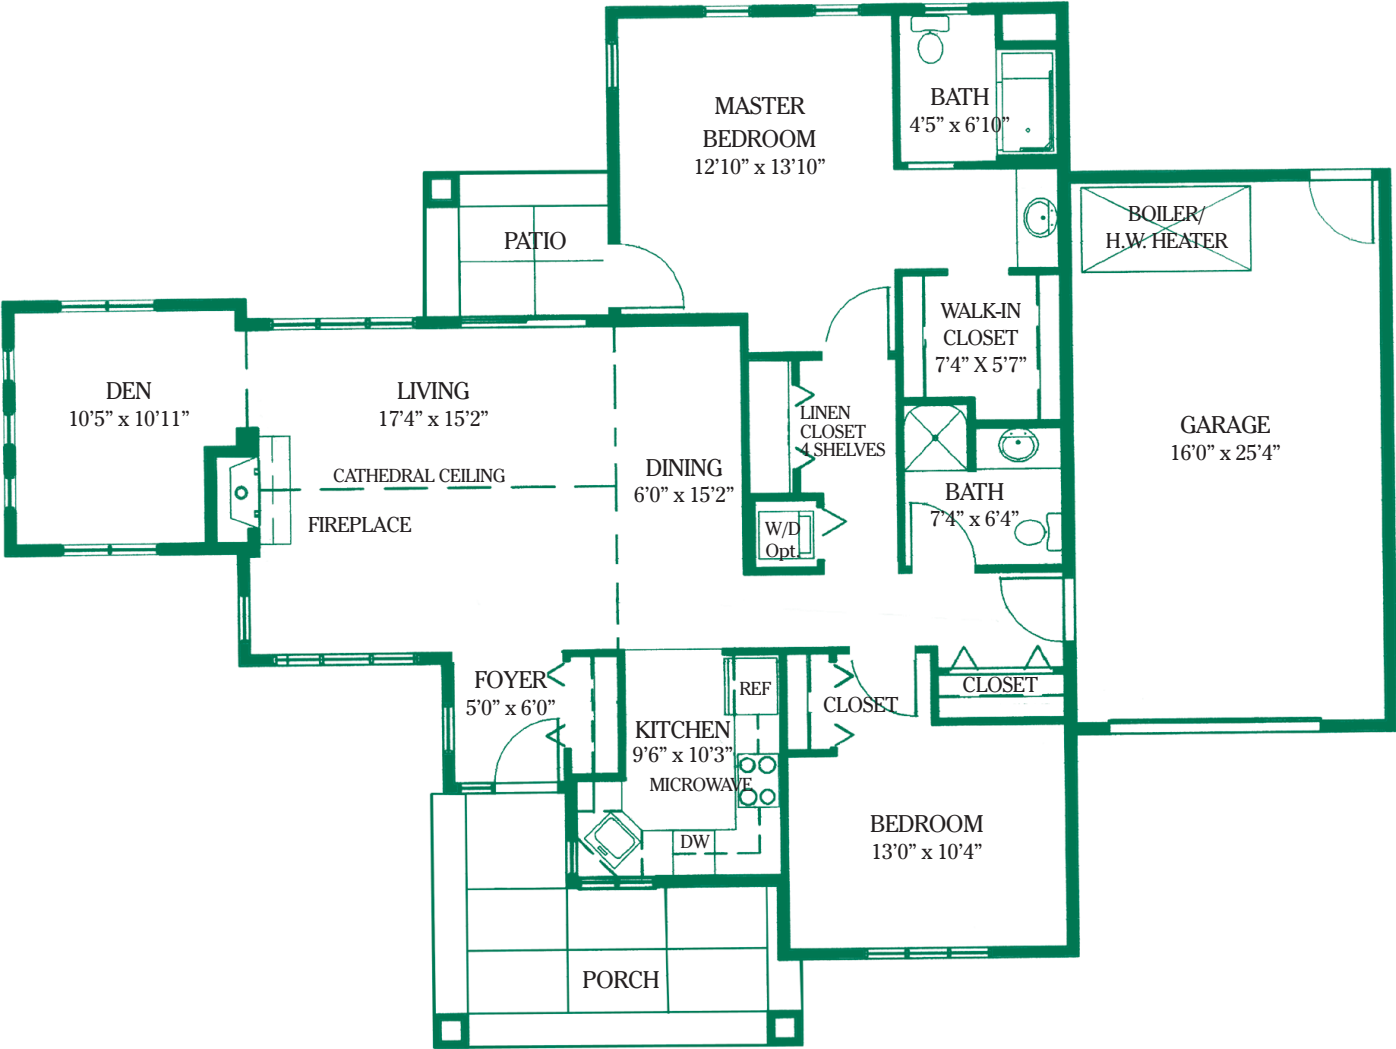 MASTER
BEDROOM
12’10” x 13’10”
BATH
4’5” x 6’10”
PATIO
BOILER/
H.W. HEATER
WALK-IN
CLOSET
7’4” X 5’7”
DEN
10’5” x 10’11”
LIVING
17’4” x 15’2”
LINEN
CLOSET
4 SHELVES
GARAGE
16’0” x 25’4”
CATHEDRAL CEILING
DINING
6’0” x 15’2”
FIREPLACE
W/D
Opt.
BATH
7’4” x 6’4”
FOYER
5’0” x 6’0”
REF
CLOSET
CLOSET
KITCHEN
9’6” x 10’3”
MICROWAVE
DW
BEDROOM
13’0” x 10’4”
PORCH